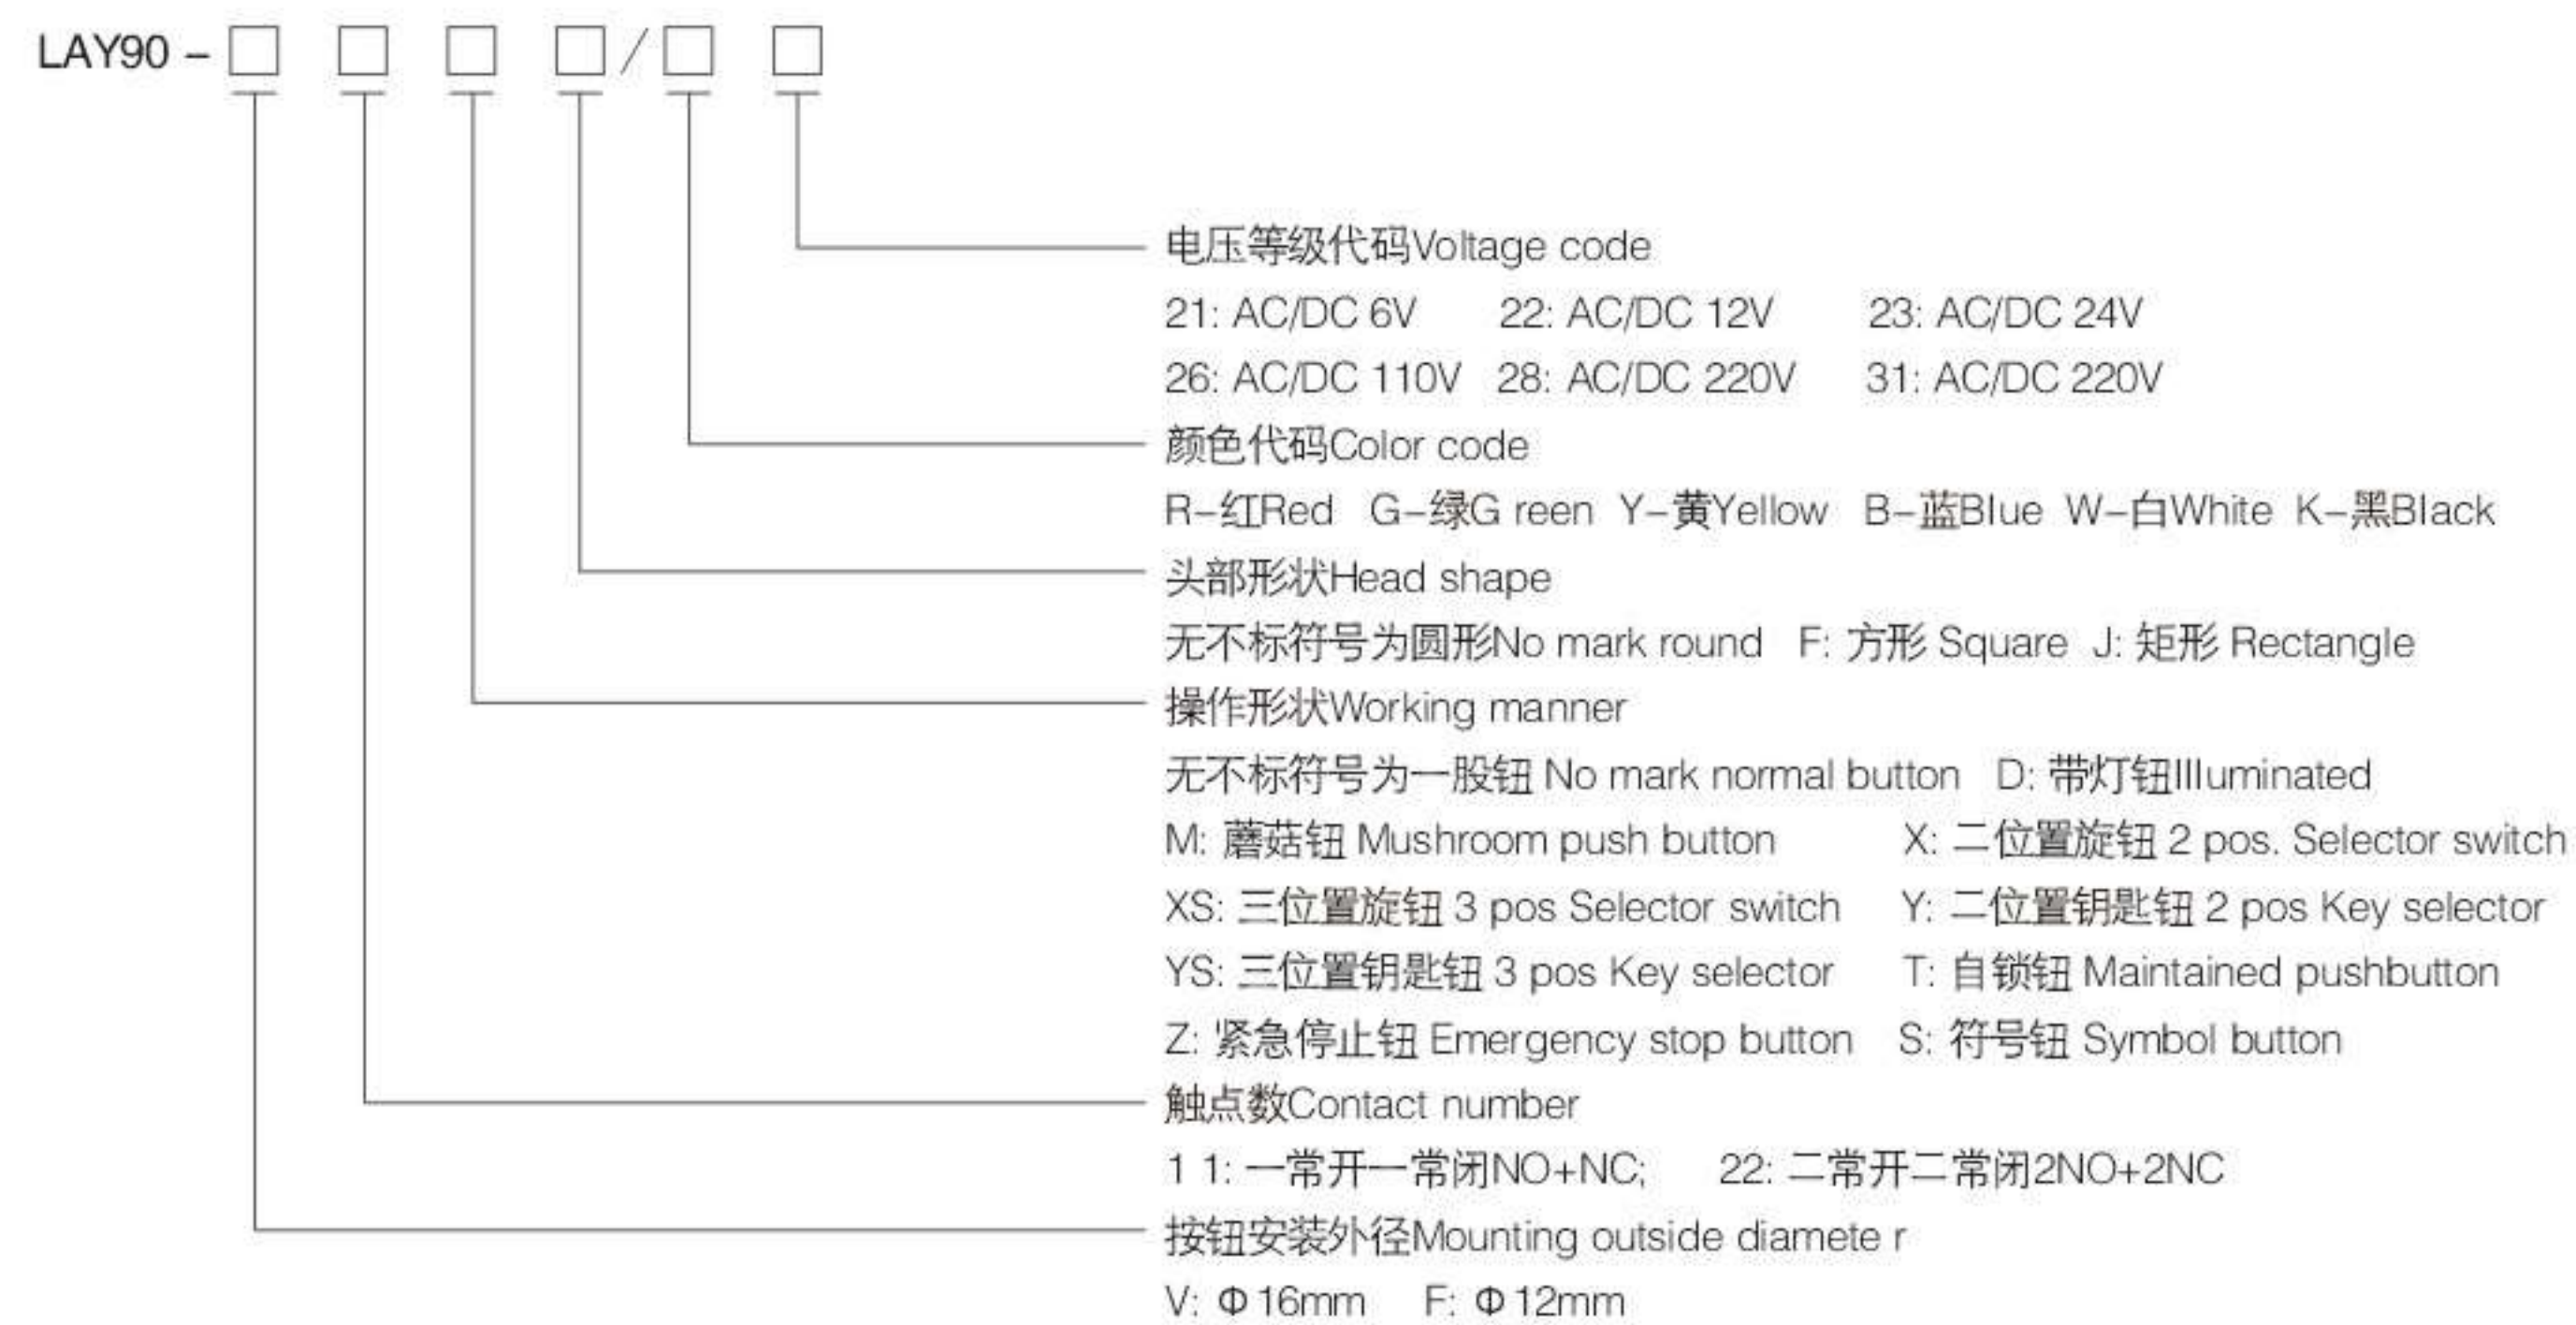 LAY90 – □ □ □ □ / □ □
电压等级代码Voltage code
21: AC/DC 6V 22: AC/DC 12V 23: AC/DC 24V
26: AC/DC 110V 28: AC/DC 220V 31: AC/DC 220V
颜色代码Color code
R–红Red G–绿G reen Y–黄Yellow B–蓝Blue W–白White K–黑Black
头部形状Head shape
无不标符号为圆形No mark round F: 方形 Square J: 矩形 Rectangle
操作形状Working manner
无不标符号为一股钮 No mark normal button D: 带灯钮Illuminated
M: 蘑菇钮 Mushroom push button X: 二位置旋钮 2 pos. Selector switch
XS: 三位置旋钮 3 pos Selector switch Y: 二位置钥匙钮 2 pos Key selector
YS: 三位置钥匙钮 3 pos Key selector T: 自锁钮 Maintained pushbutton
Z: 紧急停止钮 Emergency stop button S: 符号钮 Symbol button
触点数Contact number
1 1: 一常开一常闭NO+NC; 22: 二常开二常闭2NO+2NC
按钮安装外径Mounting outside diamete r
V: Φ16mm F: Φ12mm